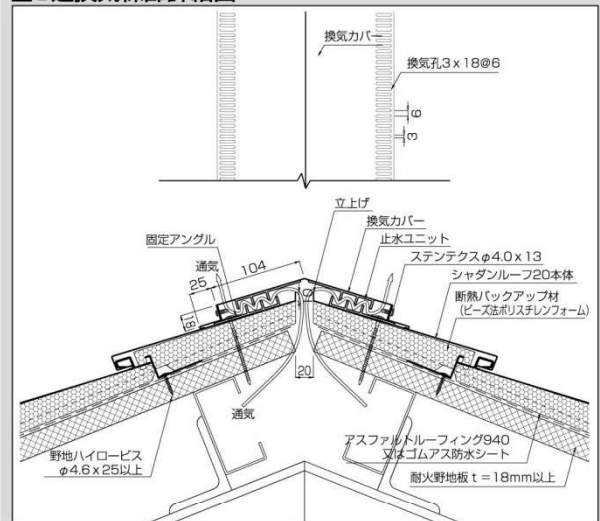 換気カバー
換気孔3x18@6
6
3
立上げ
換気カバー
固定アングル
止水ユニット
通気
104
ステンテクスφ4.0x13
25
シャダンルーフ20本体
18
断熱バックアップ材
(ビーズ法ポリスチレンフォーム)
20
通気
アスファルトルーフィング940
又はゴムアス防水シート
野地ハイロービス
φ4.6x25以上
耐火野地板t=18mm以上